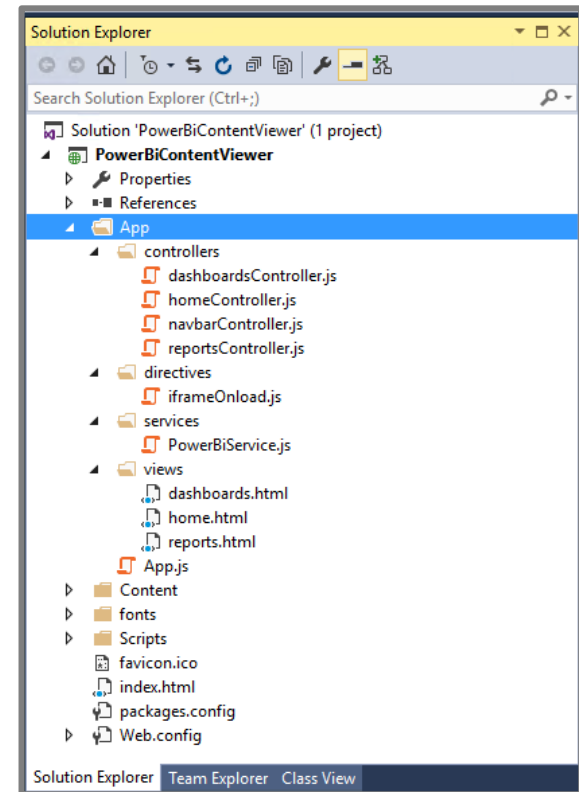 Solution Explorer
Search Solution Explorer (Ctrl+;)
Solution 'PowerBiContentViewer' (1 project)
PowerBiContentViewer
Properties
References
App
controllers
dashboardsController.js
homeController.js
navbarController.js
reportsController.js
directives
iframeOnload.js
services
PowerBiService.js
views
dashboards.html
home.html
reports.html
App.js
Content
fonts
Scripts
favicon.ico
index.html
packages.config
Web.config
Solution Explorer Team Explorer Class View